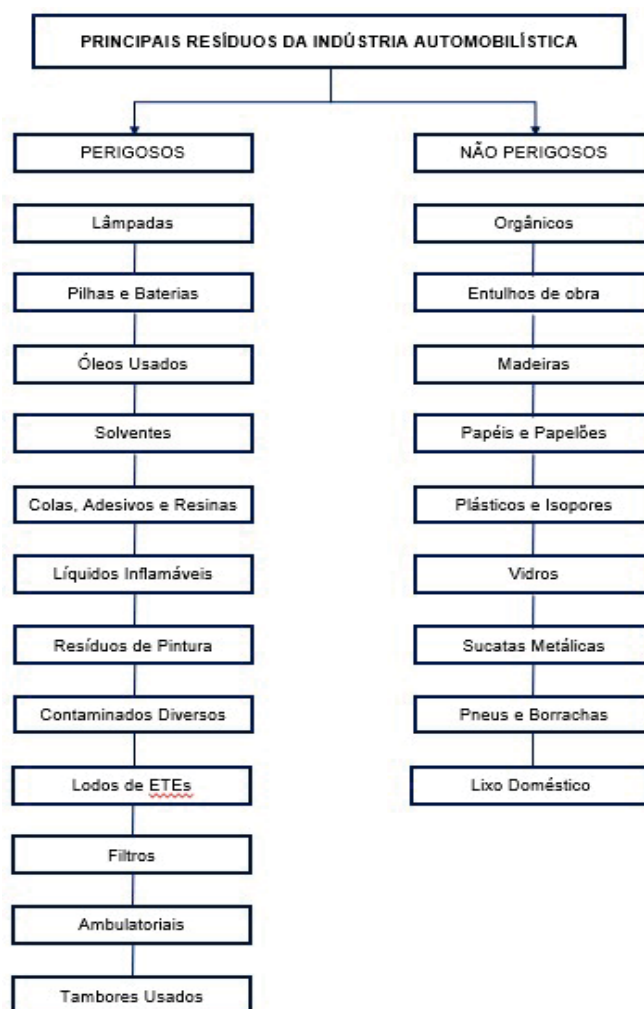 PRINCIPAIS RESÍDUOS DA INDÚSTRIA AUTOMOBILÍSTICA
PERIGOSOS
Lâmpadas
Pilhas e Baterias
Óleos Usados
Solventes
Colas, Adesivos e Resinas
Líquidos Inflamáveis
Resíduos de Pintura
Contaminados Diversos
Lodos de ETEs
Filtros
Ambulatoriais
Tambores Usados
NÃO PERIGOSOS
Orgânicos
Entulhos de obra
Madeiras
Papéis e Papelões
Plásticos e Isopores
Vidros
Sucatas Metálicas
Pneus e Borrachas
Lixo Doméstico